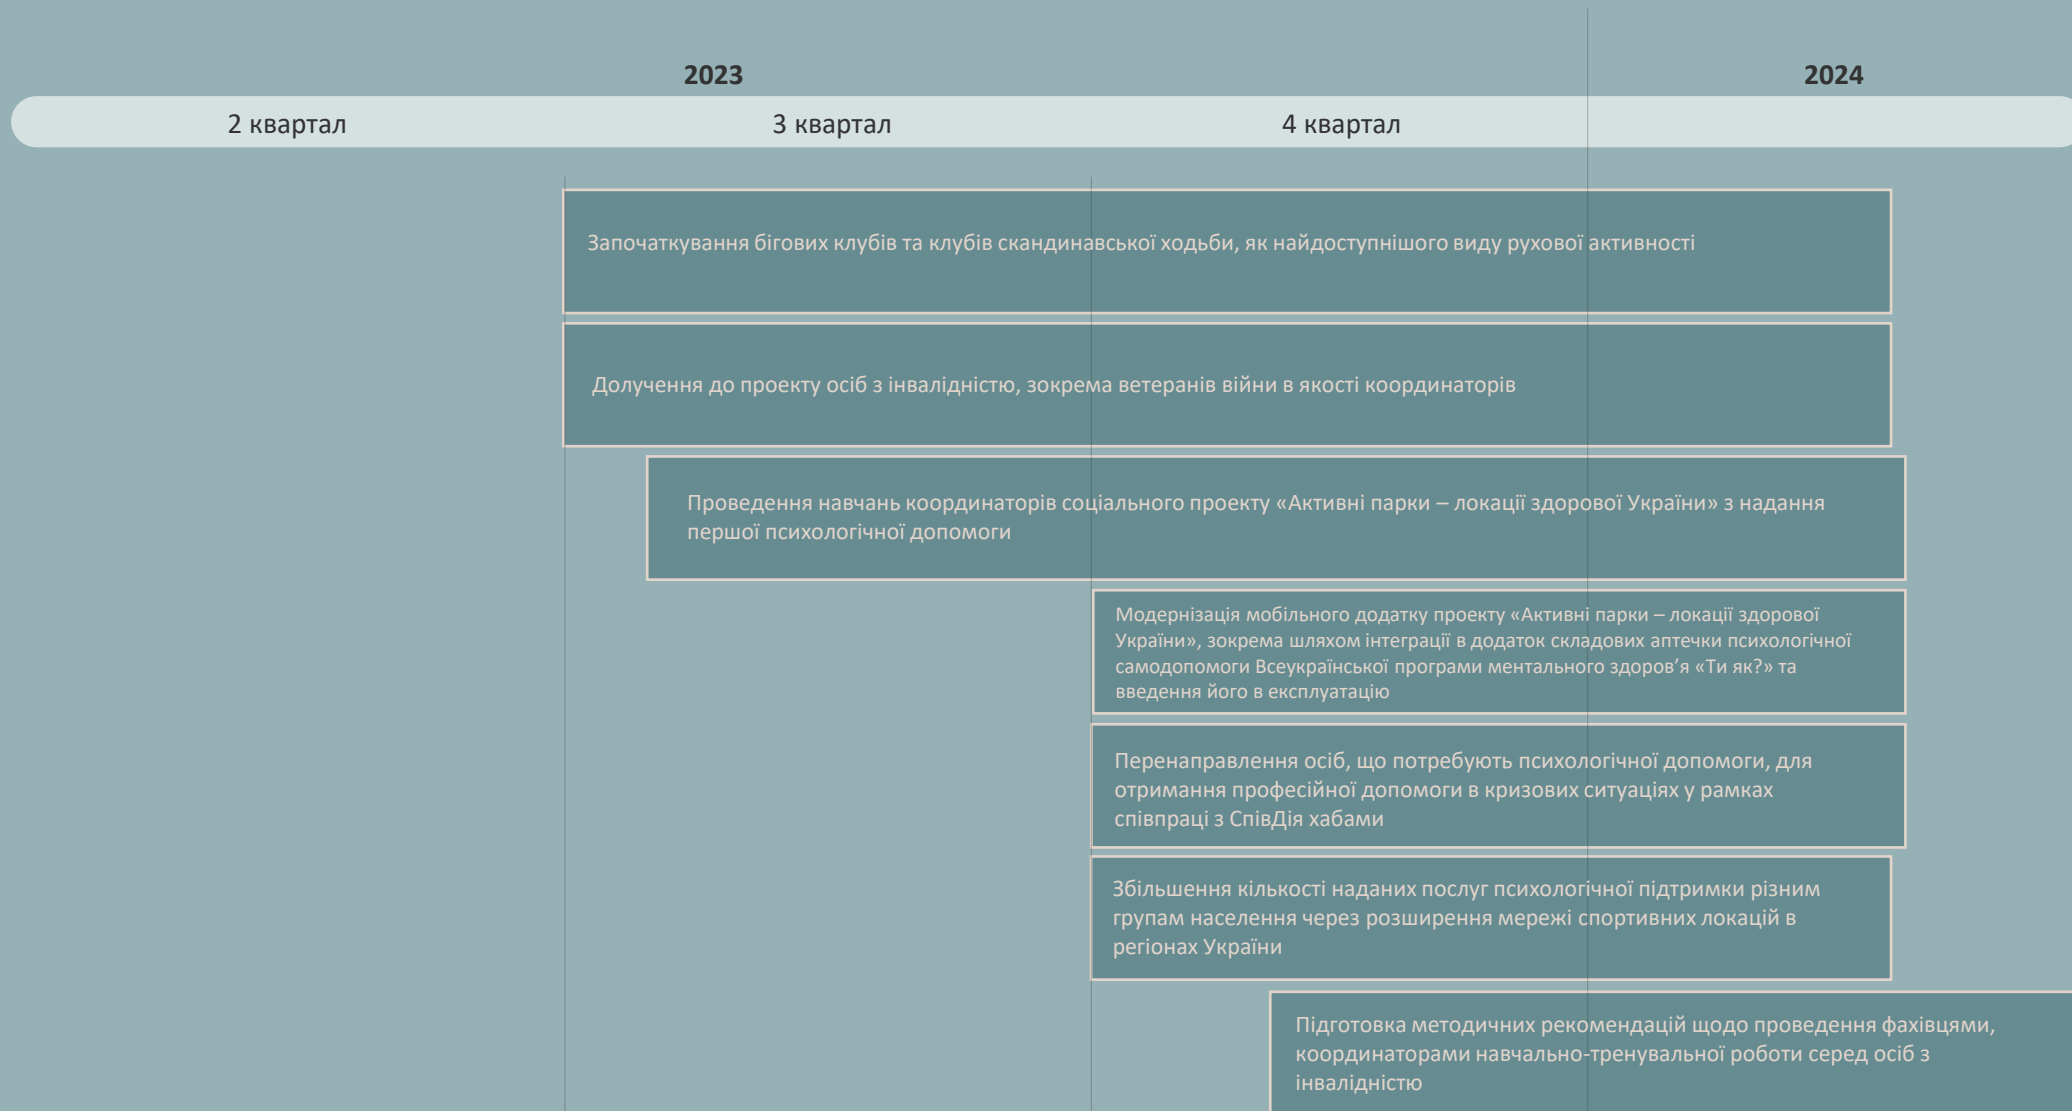 2023
2024
2 квартал
3 квартал
4 квартал
Започаткування бігових клубів та клубів скандинавської ходьби, як найдоступнішого виду рухової активності
Долучення до проекту осіб з інвалідністю, зокрема ветеранів війни в якості координаторів
Проведення навчань координаторів соціального проекту «Активні парки – локації здорової України» з надання
першої психологічної допомоги
Модернізація мобільного додатку проекту «Активні парки – локації здорової
України», зокрема шляхом інтеграції в додаток складових аптечки психологічної
самодопомоги Всеукраїнської програми ментального здоров’я «Ти як?» та
введення його в експлуатацію
Перенаправлення осіб, що потребують психологічної допомоги, для
отримання професійної допомоги в кризових ситуаціях у рамках
співпраці з СпівДія хабами
Збільшення кількості наданих послуг психологічної підтримки різним
групам населення через розширення мережі спортивних локацій в
регіонах України
Підготовка методичних рекомендацій щодо проведення фахівцями,
координаторами навчально-тренувальної роботи серед осіб з
інвалідністю